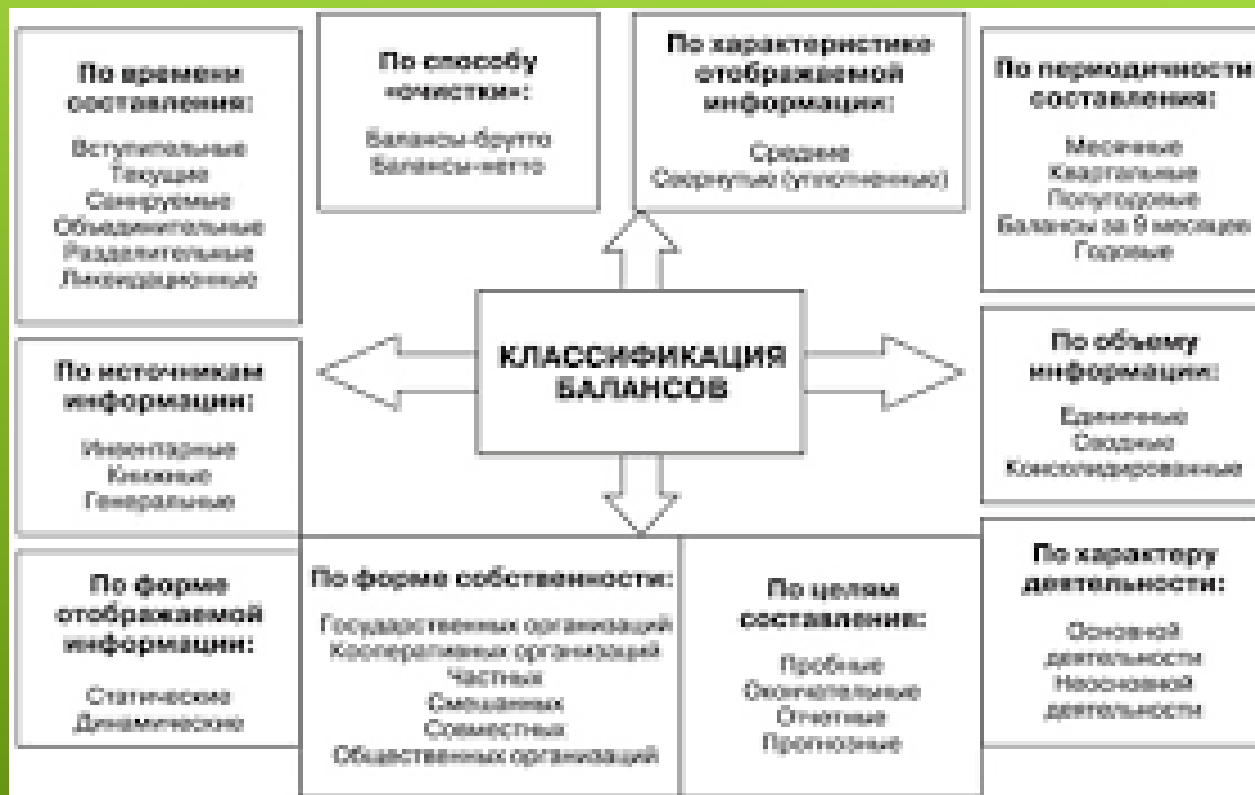 По времени
составления:
Вступительные
Текущие
Санируемые
Объединительные
Разделительные
Ликвидационные
По способу
«очистки»:
Балансы-брутто
Балансы-нетто
По характеристике
отображаемой
информации:
Средние
Свернутые (уплотненные)
По периодичности
составления:
Месячные
Квартальные
Полугодовые
Балансы за 9 месяцев
Годовые
КЛАССИФИКАЦИЯ
БАЛАНСОВ
По источникам
информации:
Инвентарные
Книжные
Генеральные
По объему
информации:
Единичные
Сводные
Консолидированные
По форме
отображаемой
информации:
Статические
Динамические
По форме собственности:
Государственных организаций
Кооперативных организаций
Частных
Смешанных
Совместных
Общественных организаций
По целям
составления:
Пробные
Окончательные
Отчетные
Прогнозные
По характеру
деятельности:
Основной
деятельности
Неосновной
деятельности